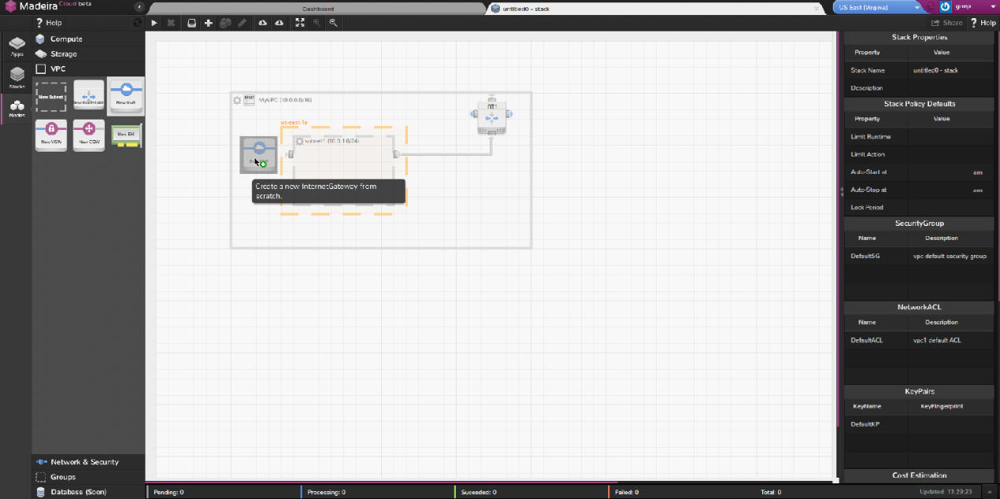 MadeiraCloud beta
Dashboard
untitled0 - stack
US East (Virginia)
gnep
Help
Share
Help
Apps
Stacks
Nodes
Compute
Storage
VPC
New Subnet
New RouteTable
New IGW
New VGW
New CGW
New ENI
Network & Security
Groups
Database (Soon)
MyVPC (10.0.0.0/16)
RT1
us-east-1a
subnet1 (10.0.1.0/24)
Create a new InternetGateway from
scratch.
Stack Properties
Property Value
Stack Name untitled0 - stack
Description
Stack Policy Defaults
Property Value
Limit Runtime
Limit Action
Auto-Start at am
Auto-Stop at am
Lock Period
SecurityGroup
Name Description
DefaultSG vpc default security group
NetworkACL
Name Description
DefaultACL vpc1 default ACL
KeyPairs
KeyName KeyFingerprint
DefaultKP
Cost Estimation
Pending: 0 Processing: 0 Suceeded: 0 Failed: 0 Total: 0 Updated: 13:29:23